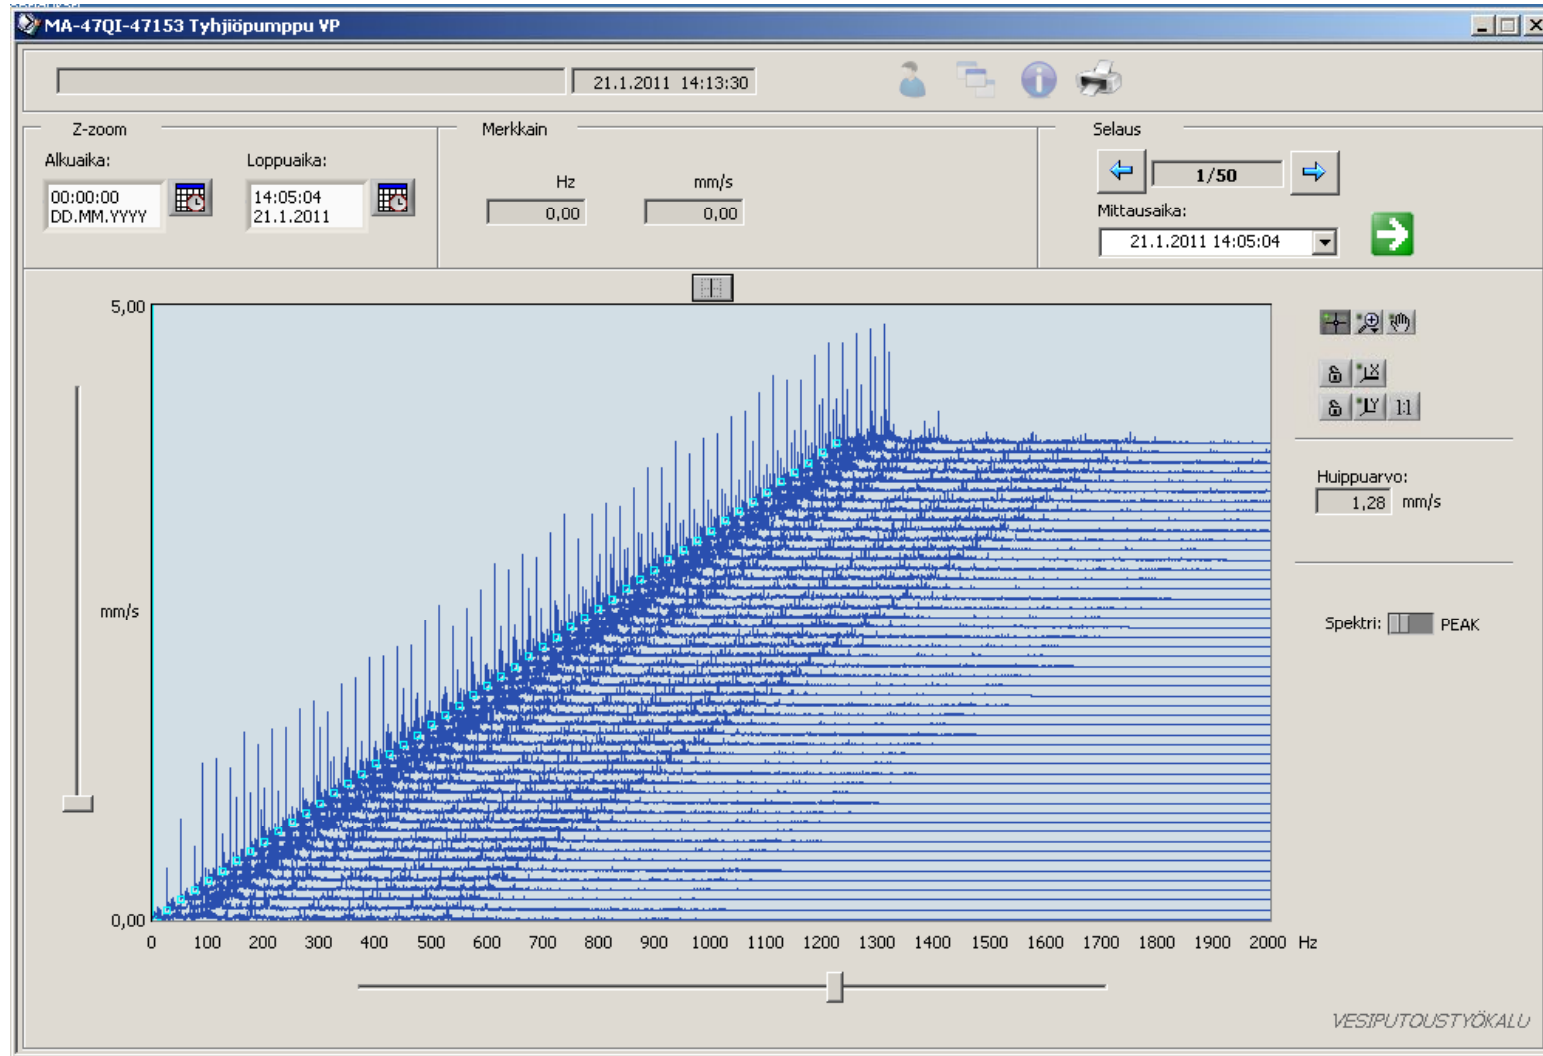 MA-47QI-47153 Tyhjiöpumppu VP
21.1.2011 14:13:30
Z-zoom
Merkkain
Selaus
Alkuaika:
Loppuaika:
00:00:00
DD.MM.YYYY
14:05:04
21.1.2011
Hz
mm/s
0,00
0,00
1/50
Mittausaika:
21.1.2011 14:05:04
5,00
mm/s
0,00
0 100 200 300 400 500 600 700 800 900 1000 1100 1200 1300 1400 1500 1600 1700 1800 1900 2000 Hz
X
Y 1:1
Huippuarvo:
1,28 mm/s
Spektri: PEAK
VESIPUTOUSTYÖKALU